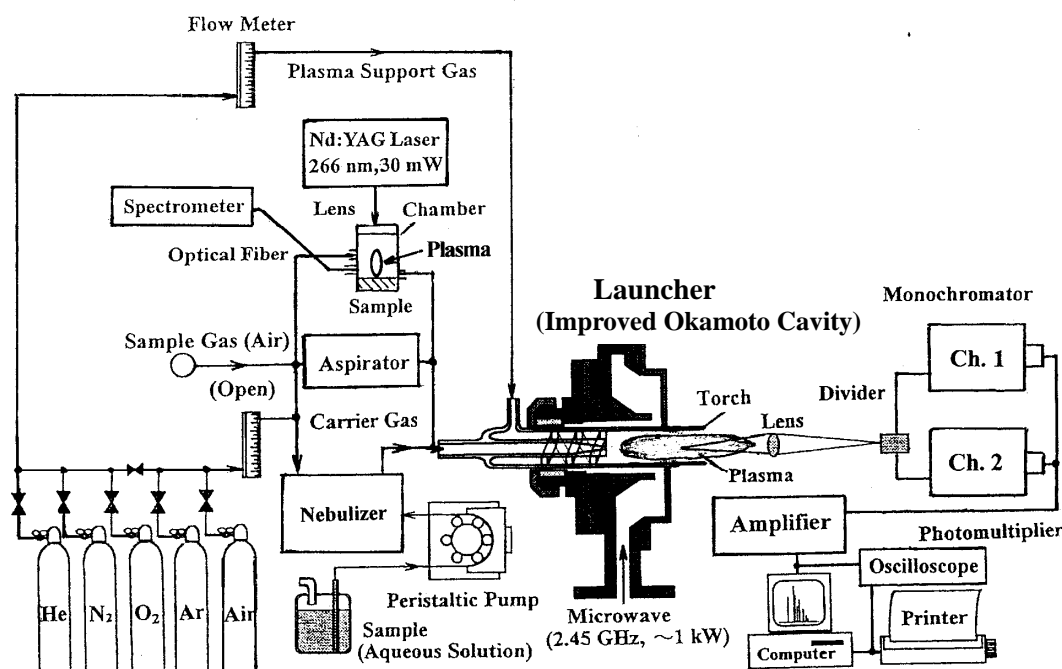 Flow Meter
Plasma Support Gas
Nd:YAG Laser
266 nm,30 mW
Spectrometer
Lens
Chamber
Optical Fiber
Plasma
Sample
Launcher
(Improved Okamoto Cavity)
Monochromator
Sample Gas (Air)
(Open)
Aspirator
Ch. 1
Carrier Gas
Torch
Divider
Lens
Plasma
Ch. 2
Nebulizer
Amplifier
Photomultiplier
Oscilloscope
He
N₂
O₂
Ar
Air
Peristaltic Pump
Sample
(Aqueous Solution)
Microwave
(2.45 GHz, ～1 kW)
Printer
Computer